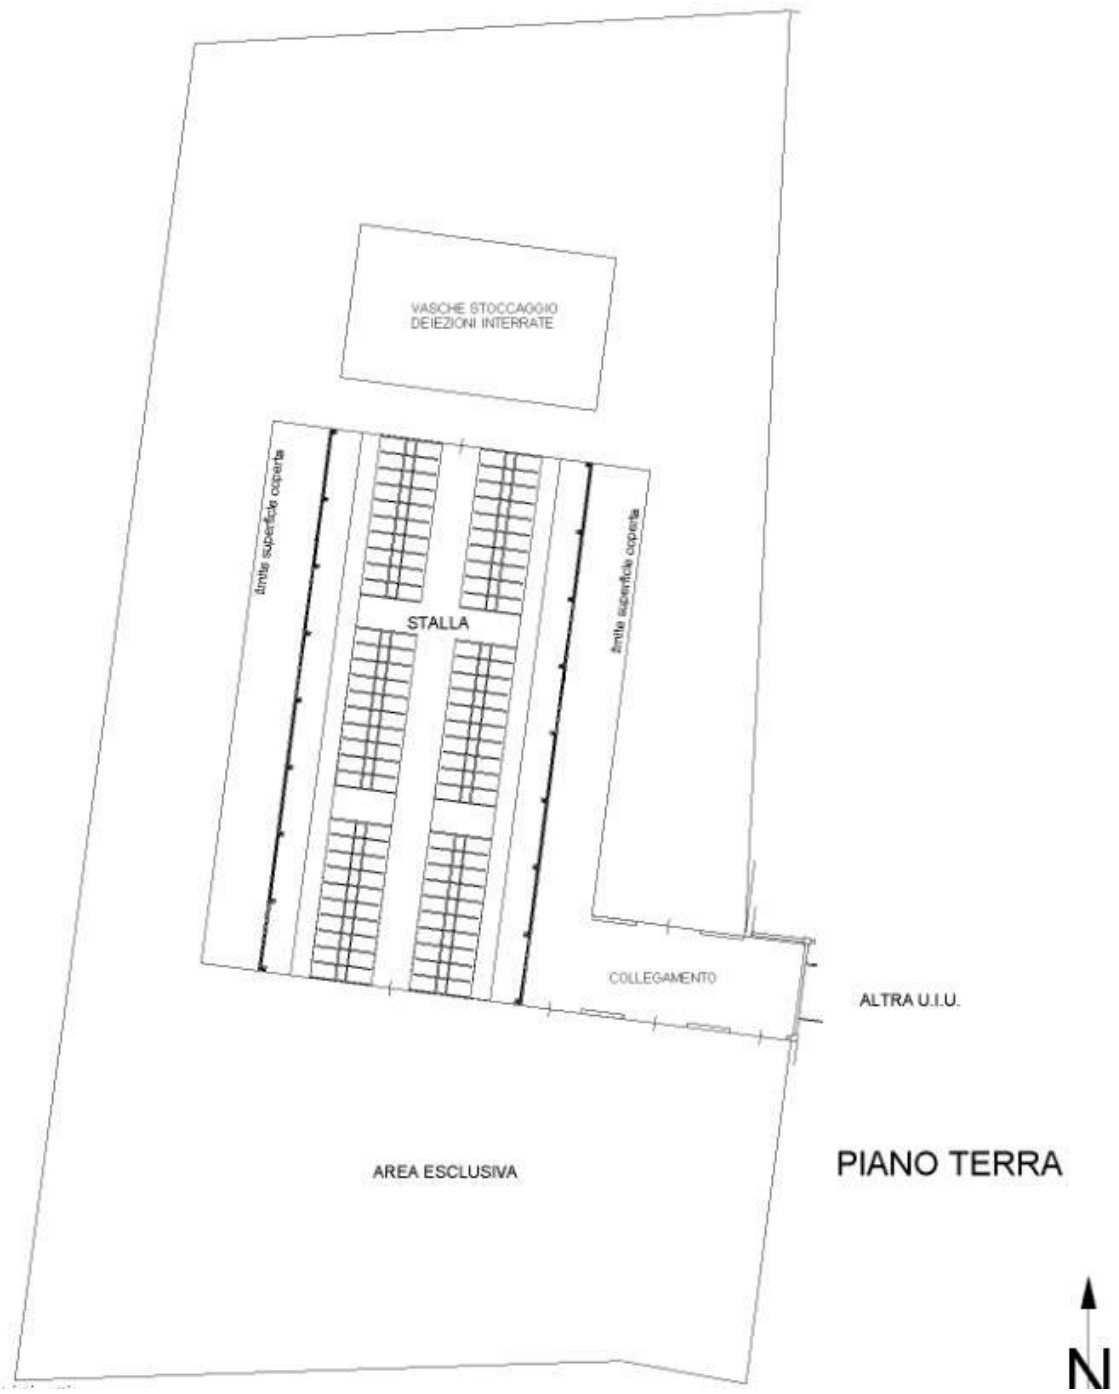 VASCHE STOCCAGGIO
DEIEZIONI INTERRATE
limite superficie coperta
limite superficie coperta
STALLA
COLLEGAMENTO
ALTRA U.I.U.
AREA ESCLUSIVA
PIANO TERRA
N